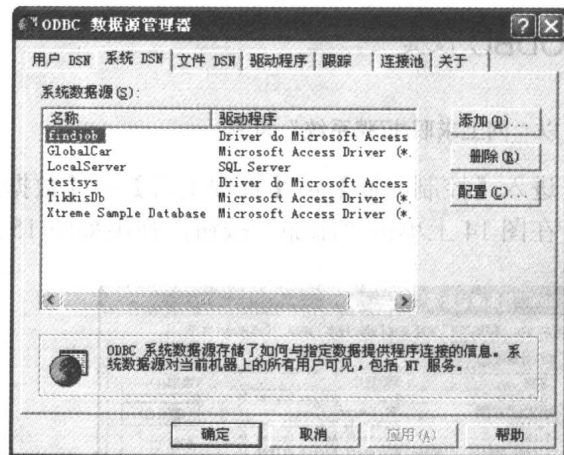 ODBC 数据源管理器
用户 DSN 系统 DSN 文件 DSN 驱动程序 跟踪 连接池 关于
系统数据源(S):
名称 驱动程序
findjob Driver do Microsoft Access
GlobalCar Microsoft Access Driver (*.
LocalServer SQL Server
testsys Driver do Microsoft Access
TikkisDb Microsoft Access Driver (*.
Xtreme Sample Database Microsoft Access Driver (*.
添加(D)...
删除(R)
配置(C)...
ODBC 系统数据源存储了如何与指定数据提供程序连接的信息。系
统数据源对当前机器上的所有用户可见，包括 NT 服务。
确定 取消 应用(A) 帮助